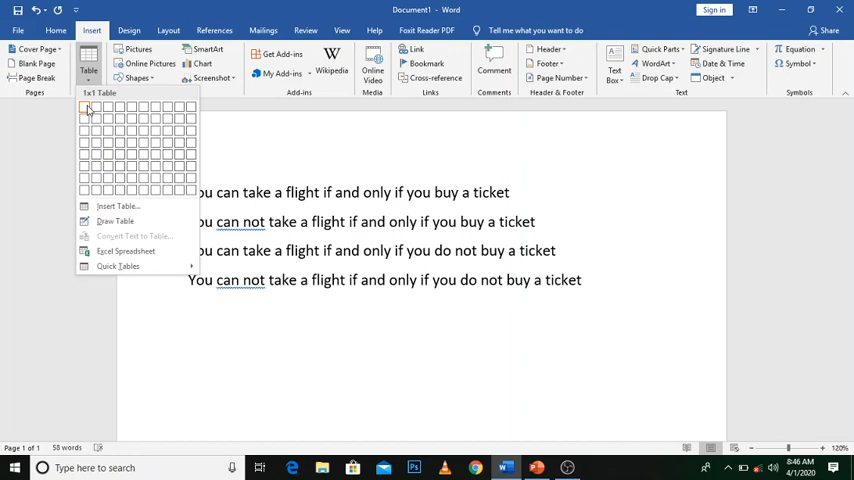 Document1 - Word
Sign in
File Home Insert Design Layout References Mailings Review View Help Foxit Reader PDF Tell me what you want to do Share
Cover Page
Blank Page
Page Break
Pages
Table
Pictures
Online Pictures
Shapes
SmartArt
Chart
Screenshot
Get Add-ins
My Add-ins
Wikipedia
Add-ins
Online
Video
Media
Link
Bookmark
Cross-reference
Links
Comment
Comments
Header
Footer
Page Number
Header & Footer
Text
Box
Quick Parts
WordArt
Drop Cap
Signature Line
Date & Time
Object
Text
Equation
Symbol
Symbols
1x1 Table
Insert Table...
Draw Table
Convert Text to Table...
Excel Spreadsheet
Quick Tables
You can take a flight if and only if you buy a ticket
You can not take a flight if and only if you buy a ticket
You can take a flight if and only if you do not buy a ticket
You can not take a flight if and only if you do not buy a ticket
Page 1 of 1 58 words 120%
Type here to search
8:46 AM
4/1/2020